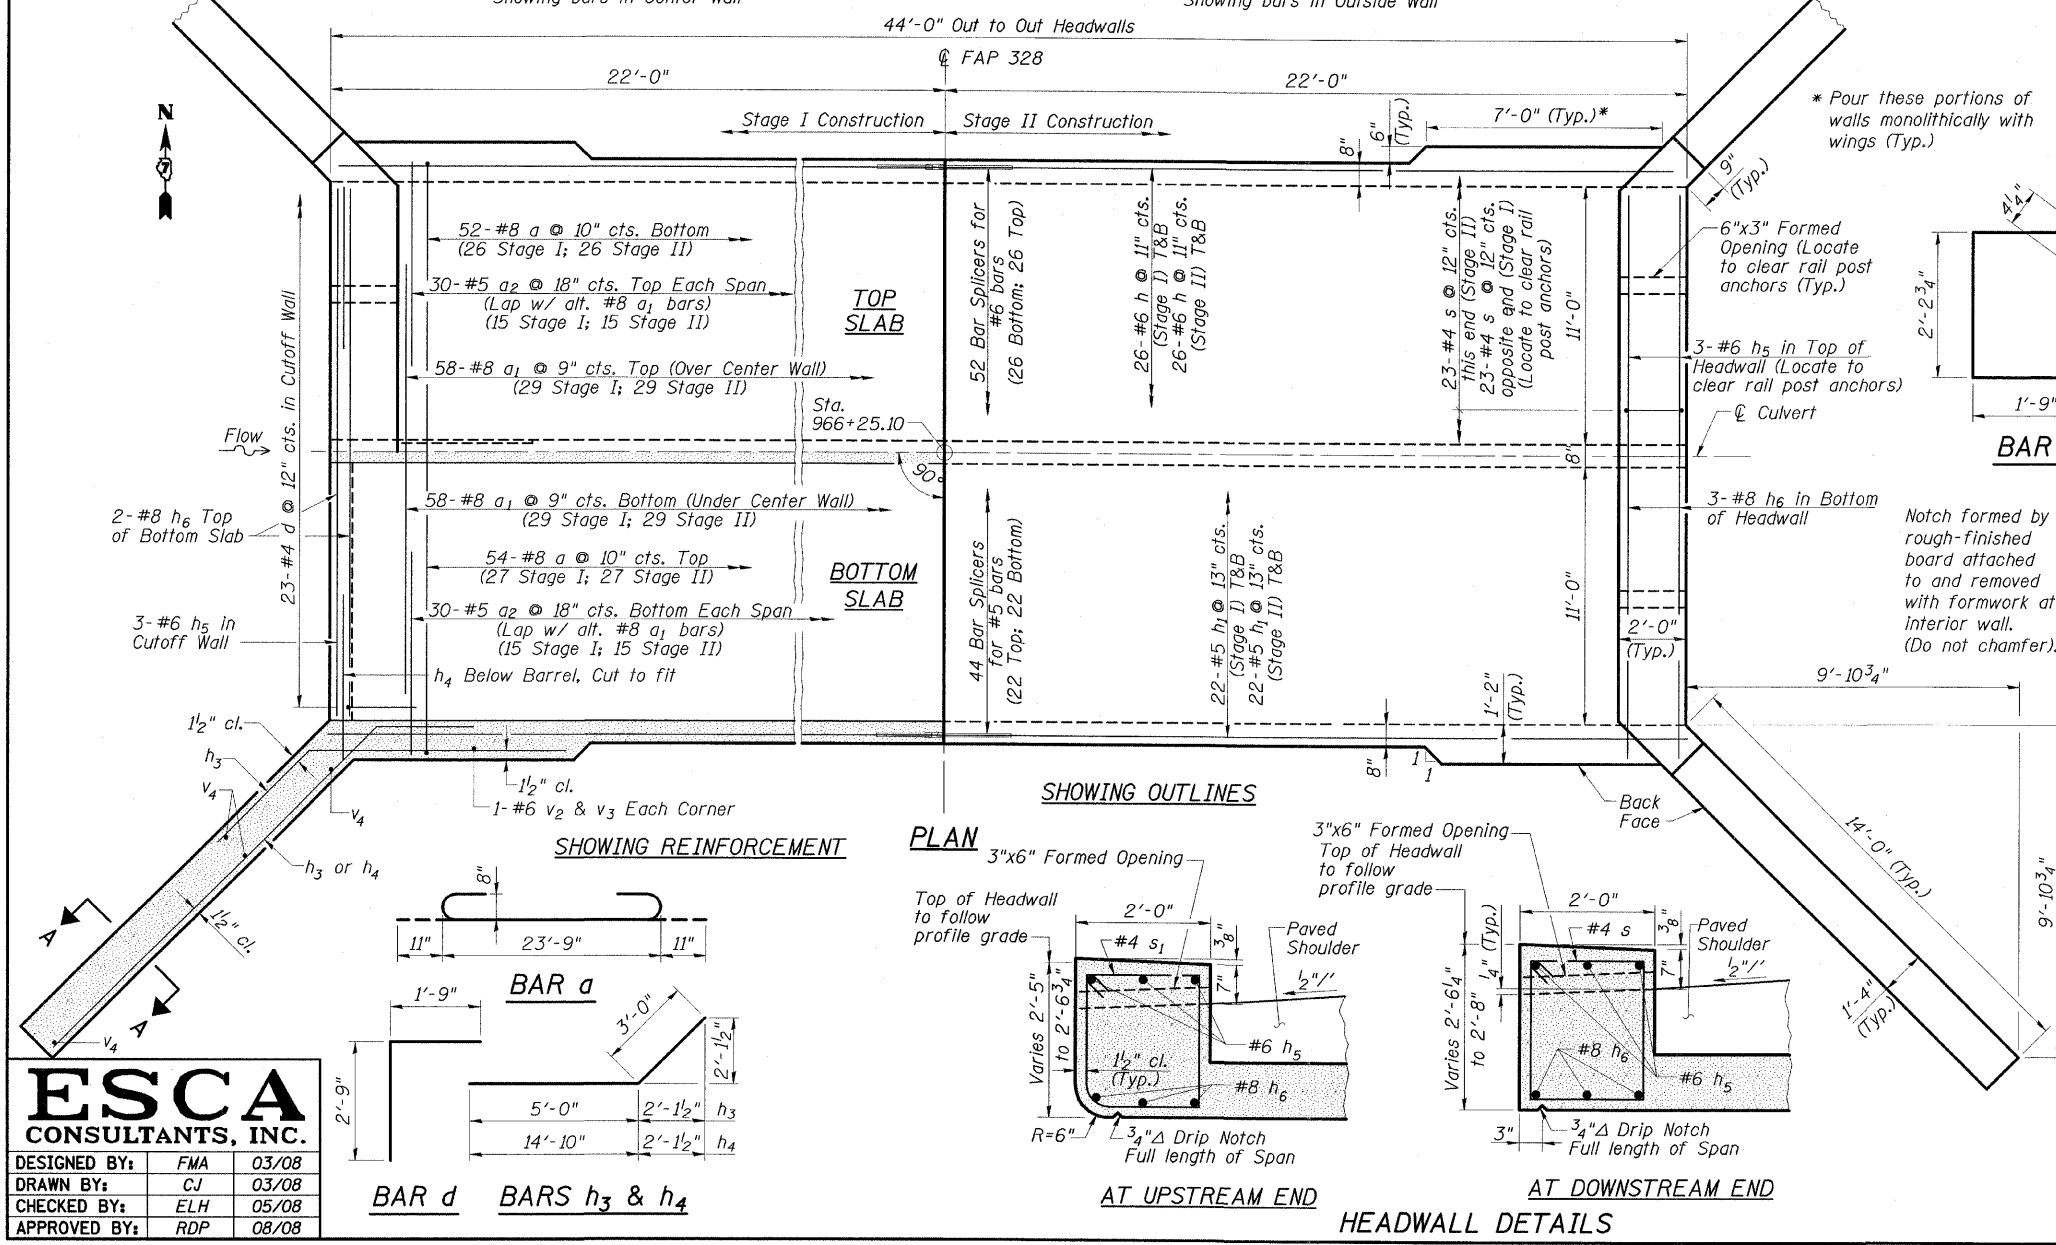 44'-0" Out to Out Headwalls
℄ FAP 328
22'-0"
22'-0"
Stage I Construction
Stage II Construction
6"
(Typ.)
8"
7'-0" (Typ.)*
* Pour these portions of
walls monolithically with
wings (Typ.)
N
9"
(Typ.)
52-#8 a @ 10" cts. Bottom
(26 Stage I; 26 Stage II)
30-#5 a2 @ 18" cts. Top Each Span
(Lap w/ alt. #8 a1 bars)
(15 Stage I; 15 Stage II)
58-#8 a1 @ 9" cts. Top (Over Center Wall)
(29 Stage I; 29 Stage II)
TOP
SLAB
52 Bar Splicers for
#6 bars
(26 Bottom; 26 Top)
26-#6 h @ 11" cts.
(Stage I) T&B
26-#6 h @ 11" cts.
(Stage II) T&B
23-#4 s @ 12" cts.
this end (Stage II)
23-#4 s @ 12" cts.
opposite end (Stage I)
(Locate to clear rail
post anchors)
11'-0"
6"x3" Formed
Opening (Locate
to clear rail post
anchors (Typ.)
3-#6 h5 in Top of
Headwall (Locate to
clear rail post anchors)
℄ Culvert
4¼"
2'-2¾"
1'-9"
BAR
Sta.
966+25.10
90°
Flow
23-#4 d @ 12" cts. in Cutoff Wall
8"
2-#8 h6 Top
of Bottom Slab
3-#6 h5 in
Cutoff Wall
58-#8 a1 @ 9" cts. Bottom (Under Center Wall)
(29 Stage I; 29 Stage II)
54-#8 a @ 10" cts. Top
(27 Stage I; 27 Stage II)
30-#5 a2 @ 18" cts. Bottom Each Span
(Lap w/ alt. #8 a1 bars)
(15 Stage I; 15 Stage II)
h4 Below Barrel, Cut to fit
BOTTOM
SLAB
44 Bar Splicers
for #5 bars
(22 Top; 22 Bottom)
22-#5 h1 @ 13" cts.
(Stage I) T&B
22-#5 h1 @ 13" cts.
(Stage II) T&B
11'-0"
3-#8 h6 in Bottom
of Headwall
2'-0"
(Typ.)
1'-2"
(Typ.)
8"
1
1
Notch formed by
rough-finished
board attached
to and removed
with formwork at
interior wall.
(Do not chamfer).
9'-10¾"
9'-10¾"
14'-0" (Typ.)
1'-4"
(Typ.)
Back
Face
1½" cl.
h3
v4
v4
1½" cl.
1-#6 v2 & v3 Each Corner
h3 or h4
1½" cl.
A
A
v4
SHOWING REINFORCEMENT
PLAN
SHOWING OUTLINES
8"
11"
23'-9"
11"
BAR a
1'-9"
2'-9"
BAR d
3'-0"
2'-1½"
5'-0"
2'-1½"
h3
14'-10"
2'-1½"
h4
BARS h3 & h4
3"x6" Formed Opening
Top of Headwall
to follow
profile grade
2'-0"
#4 s1
⅜"
7"
Paved
Shoulder
½"/'
Varies 2'-5"
to 2'-6¾"
#6 h5
1½" cl.
(Typ.)
#8 h6
R=6"
¾"Δ Drip Notch
Full length of Span
AT UPSTREAM END
3"x6" Formed Opening
Top of Headwall
to follow
profile grade
2'-0"
#4 s
¼" (Typ.)
⅜"
7"
Paved
Shoulder
½"/'
Varies 2'-6¼"
to 2'-8"
#8 h6
#6 h5
3"
¾"Δ Drip Notch
Full length of Span
AT DOWNSTREAM END
HEADWALL DETAILS
ESCA
CONSULTANTS, INC.
DESIGNED BY: FMA 03/08
DRAWN BY: CJ 03/08
CHECKED BY: ELH 05/08
APPROVED BY: RDP 08/08